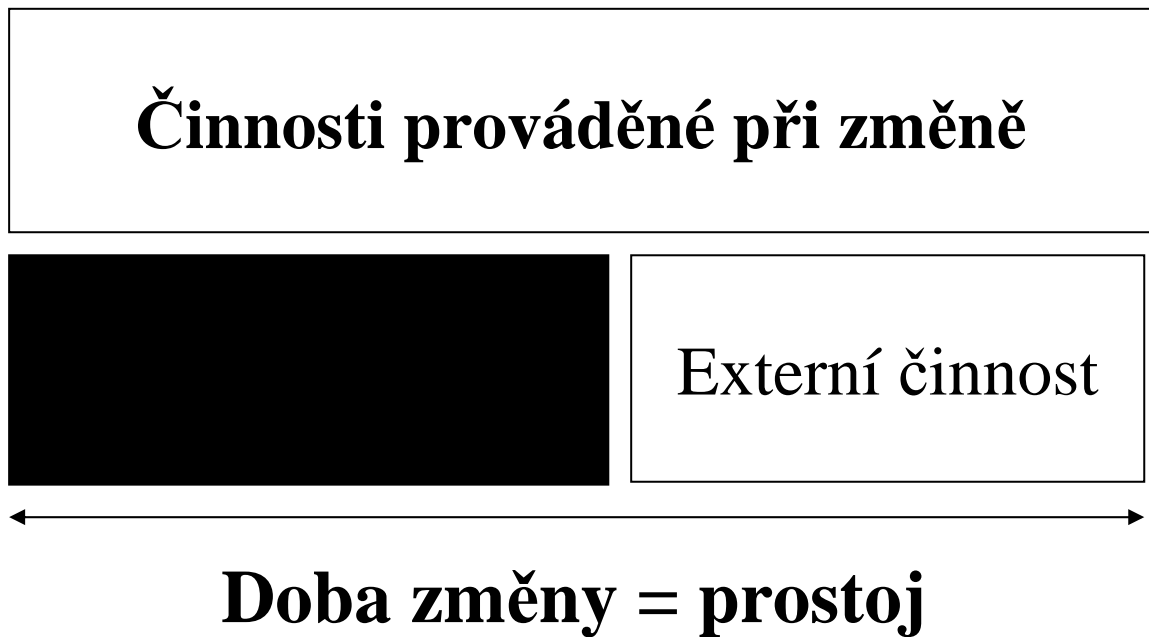 Činnosti prováděné při změně
Externí činnost
Doba změny = prostoj